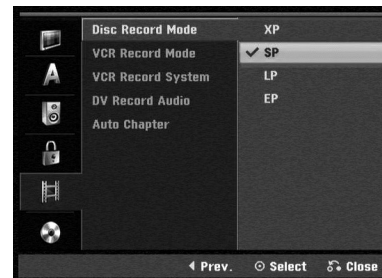 Disc Record Mode XP
VCR Record Mode ✓ SP
VCR Record System LP
DV Record Audio EP
Auto Chapter
Prev. Select Close